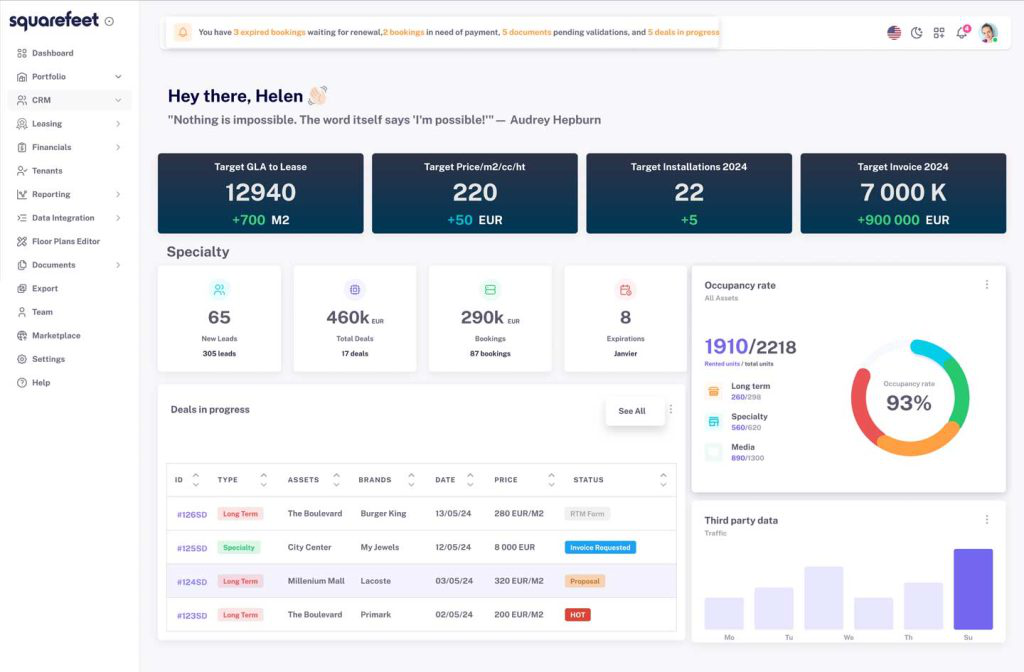 squarefeet
Dashboard
Portfolio
CRM
Leasing
Financials
Tenants
Reporting
Data Integration
Floor Plans Editor
Documents
Export
Team
Marketplace
Settings
Help
You have 3 expired bookings waiting for renewal,2 bookings in need of payment, 5 documents pending validations, and 5 deals in progress
4
Hey there, Helen
"Nothing is impossible. The word itself says 'I'm possible!'" — Audrey Hepburn
Target GLA to Lease
12940
+700 M2
Target Price/m2/cc/ht
220
+50 EUR
Target Installations 2024
22
+5
Target Invoice 2024
7 000 K
+900 000 EUR
Specialty
65
New Leads
305 leads
460k EUR
Total Deals
17 deals
290k EUR
Bookings
87 bookings
8
Expirations
Janvier
Occupancy rate
All Assets
1910/2218
Rented units / total units
Long term
260/298
Specialty
560/620
Media
890/1300
Occupancy rate
93%
Deals in progress
See All
ID TYPE ASSETS BRANDS DATE PRICE STATUS
#126SD Long Term The Boulevard Burger King 13/05/24 280 EUR/M2 RTM Form
#125SD Specialty City Center My Jewels 12/05/24 8 000 EUR Invoice Requested
#124SD Long Term Millenium Mall Lacoste 03/05/24 320 EUR/M2 Proposal
#123SD Long Term The Boulevard Primark 02/05/24 200 EUR/M2 HOT
Third party data
Traffic
Mo Tu We Th Su